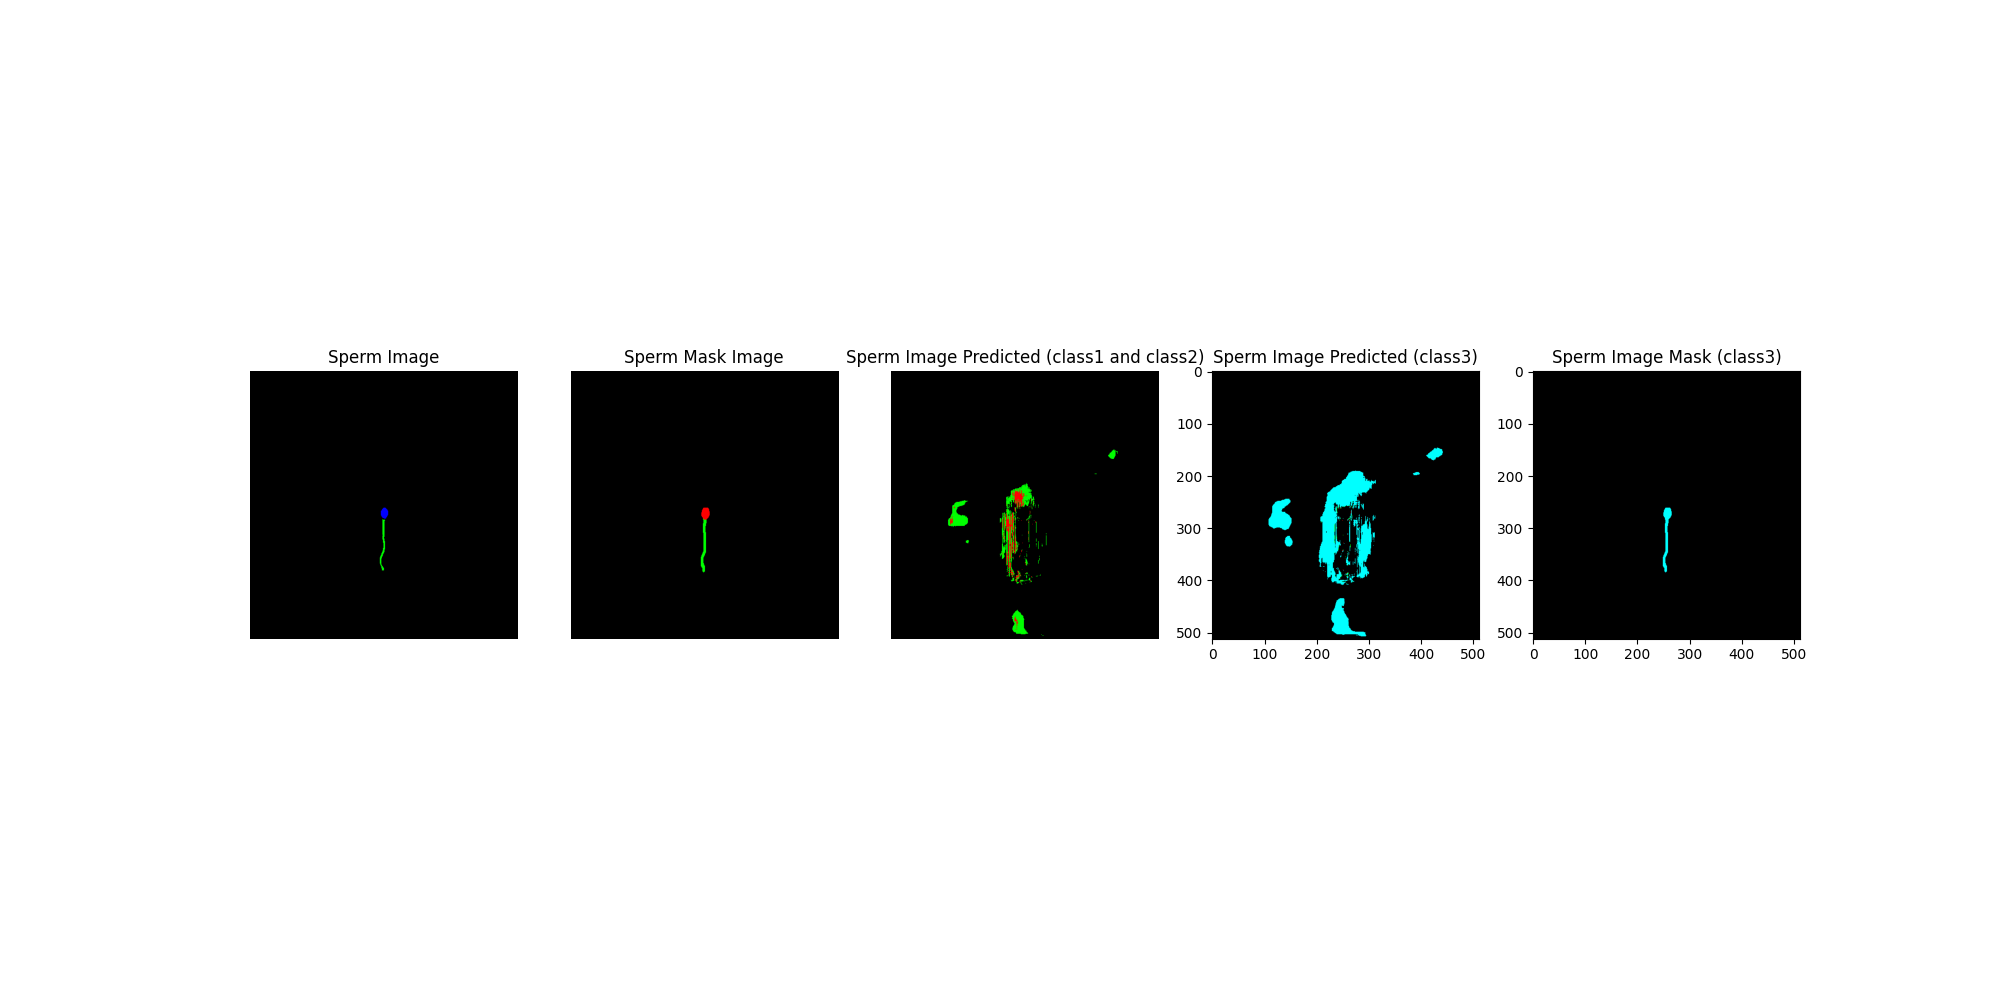 Sperm Image
Sperm Mask Image
Sperm Image Predicted (class1 and class2)
Sperm Image Predicted (class3)
Sperm Image Mask (class3)
0
100
200
300
400
500
0 100 200 300 400 500
0
100
200
300
400
500
0 100 200 300 400 500